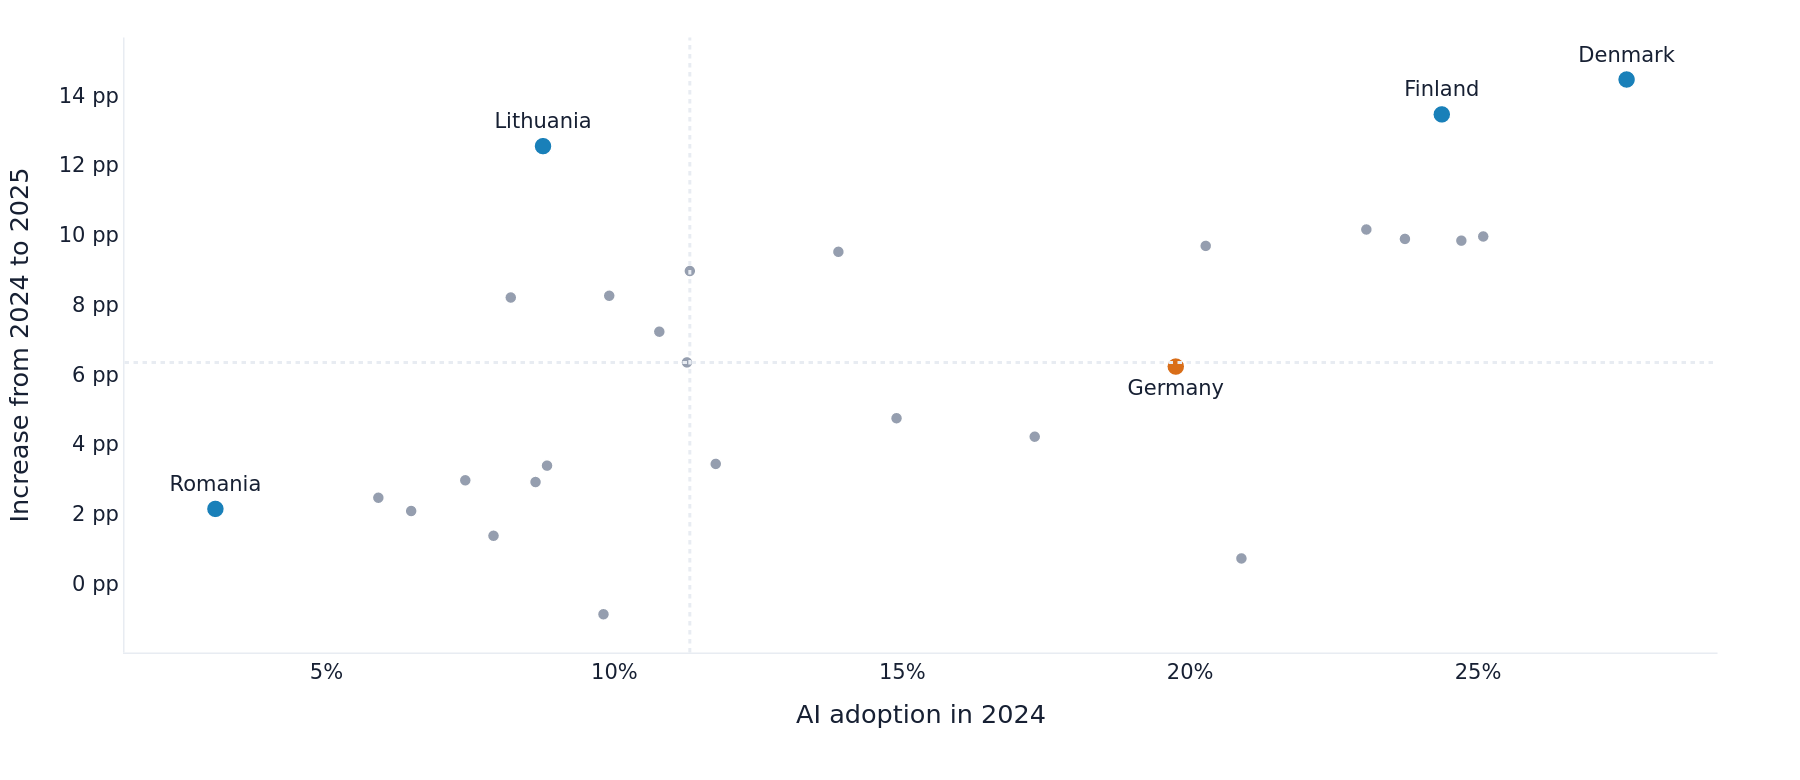 Denmark
Finland
Lithuania
Germany
Romania
14 pp
12 pp
10 pp
8 pp
6 pp
4 pp
2 pp
0 pp
Increase from 2024 to 2025
5%
10%
15%
20%
25%
AI adoption in 2024